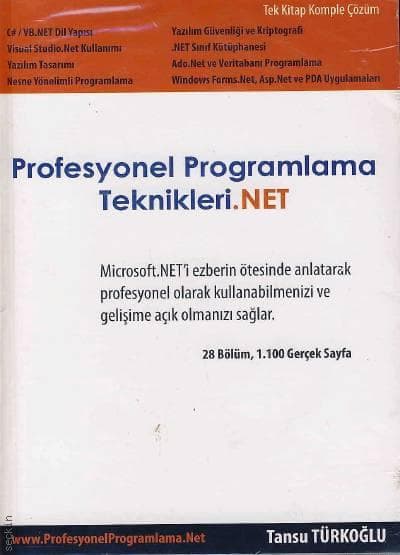 Tek Kitap Komple Çözüm
C# / VB.NET Dil Yapısı
Visual Studio.Net Kullanımı
Yazılım Tasarımı
Nesne Yönelimli Programlama
Yazılım Güvenliği ve Kriptografi
.NET Sınıf Kütüphanesi
Ado.Net ve Veritabanı Programlama
Windows Forms.Net, Asp.Net ve PDA Uygulamaları
Profesyonel Programlama
Teknikleri.NET
Microsoft.NET'i ezberin ötesinde anlatarak
profesyonel olarak kullanabilmenizi ve
gelişime açık olmanızı sağlar.
28 Bölüm, 1.100 Gerçek Sayfa
seçkin
www.ProfesyonelProgramlama.Net
Tansu TÜRKOĞLU